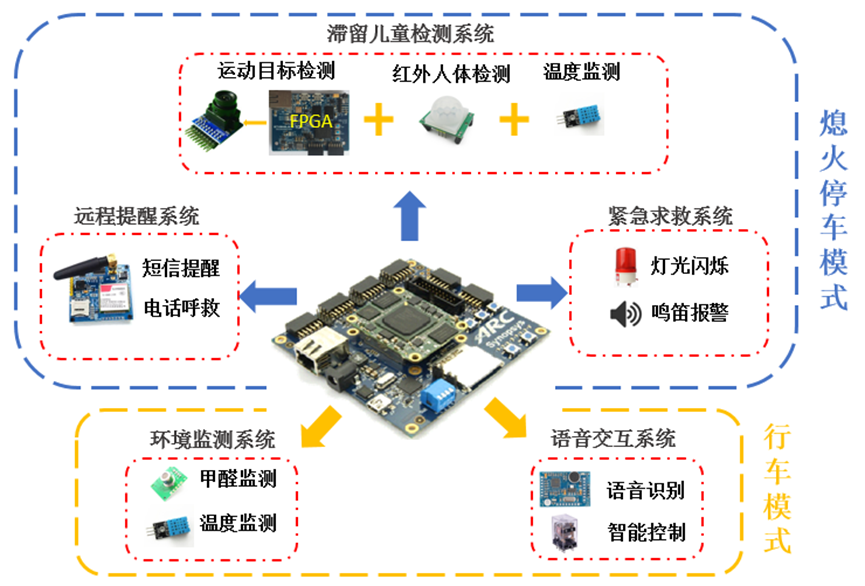 滞留儿童检测系统
运动目标检测
红外人体检测
温度监测
FPGA
熄火停车模式
远程提醒系统
短信提醒
电话呼救
紧急求救系统
灯光闪烁
鸣笛报警
ARC
Synopsys
环境监测系统
甲醛监测
温度监测
语音交互系统
语音识别
智能控制
行车模式